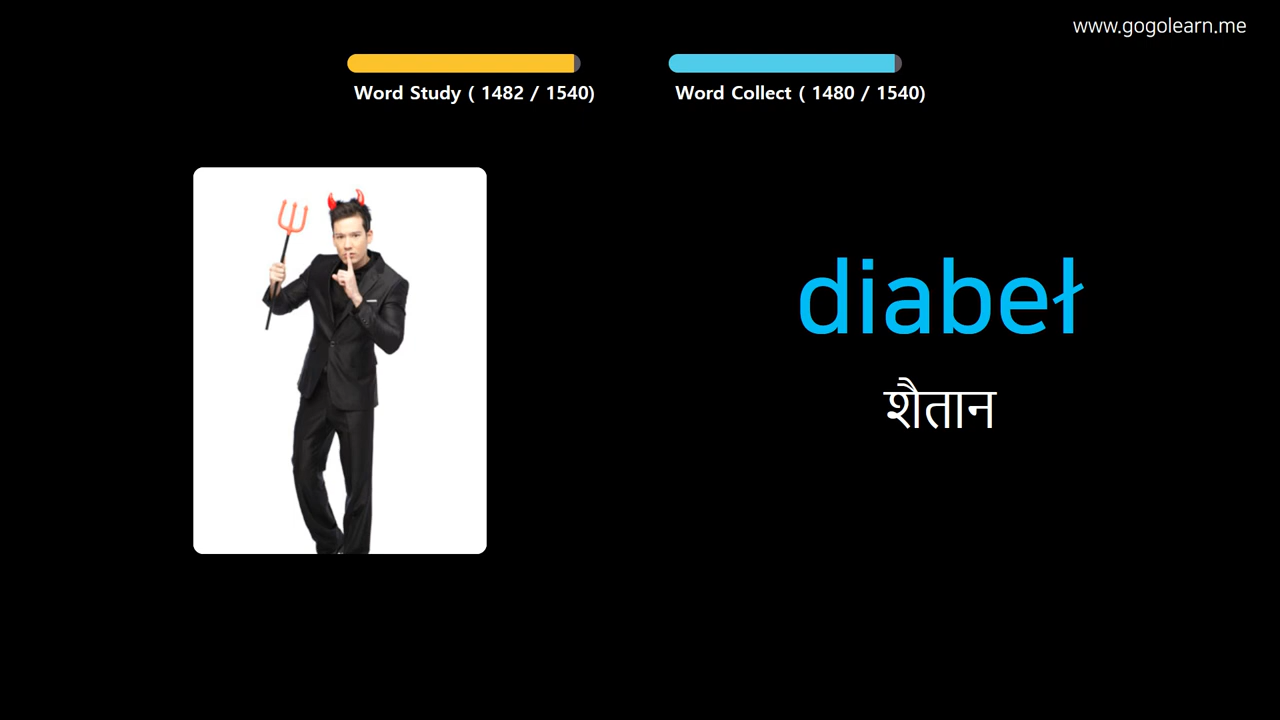 www.gogolearn.me
Word Study ( 1482 / 1540)
Word Collect ( 1480 / 1540)
diabeł
शैतान